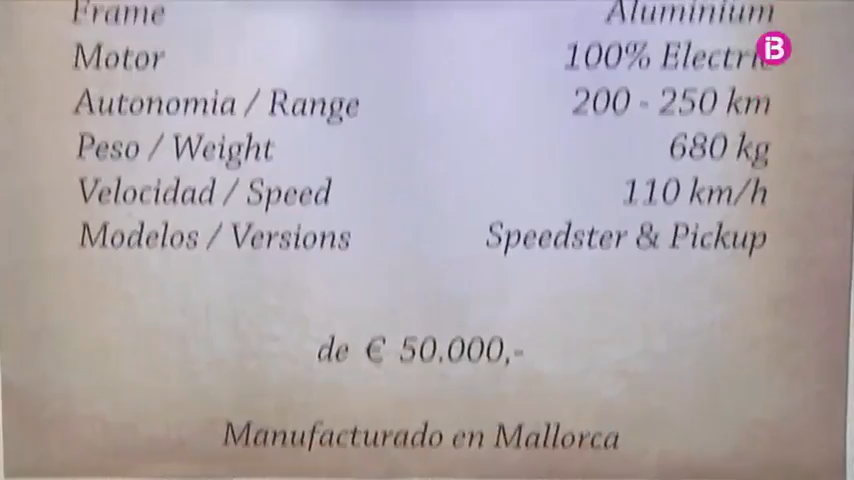 Frame Aluminium
Motor 100% Electric
Autonomia / Range 200 - 250 km
Peso / Weight 680 kg
Velocidad / Speed 110 km/h
Modelos / Versions Speedster & Pickup
de € 50.000,-
Manufacturado en Mallorca